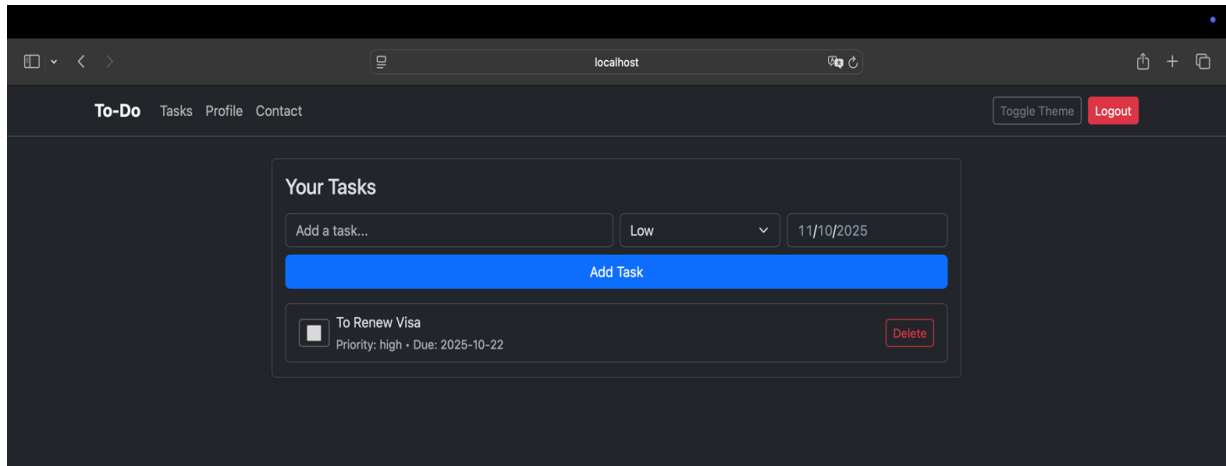 localhost
To-Do Tasks Profile Contact Toggle Theme Logout
Your Tasks
Add a task... Low 11/10/2025
Add Task
To Renew Visa
Priority: high • Due: 2025-10-22
Delete